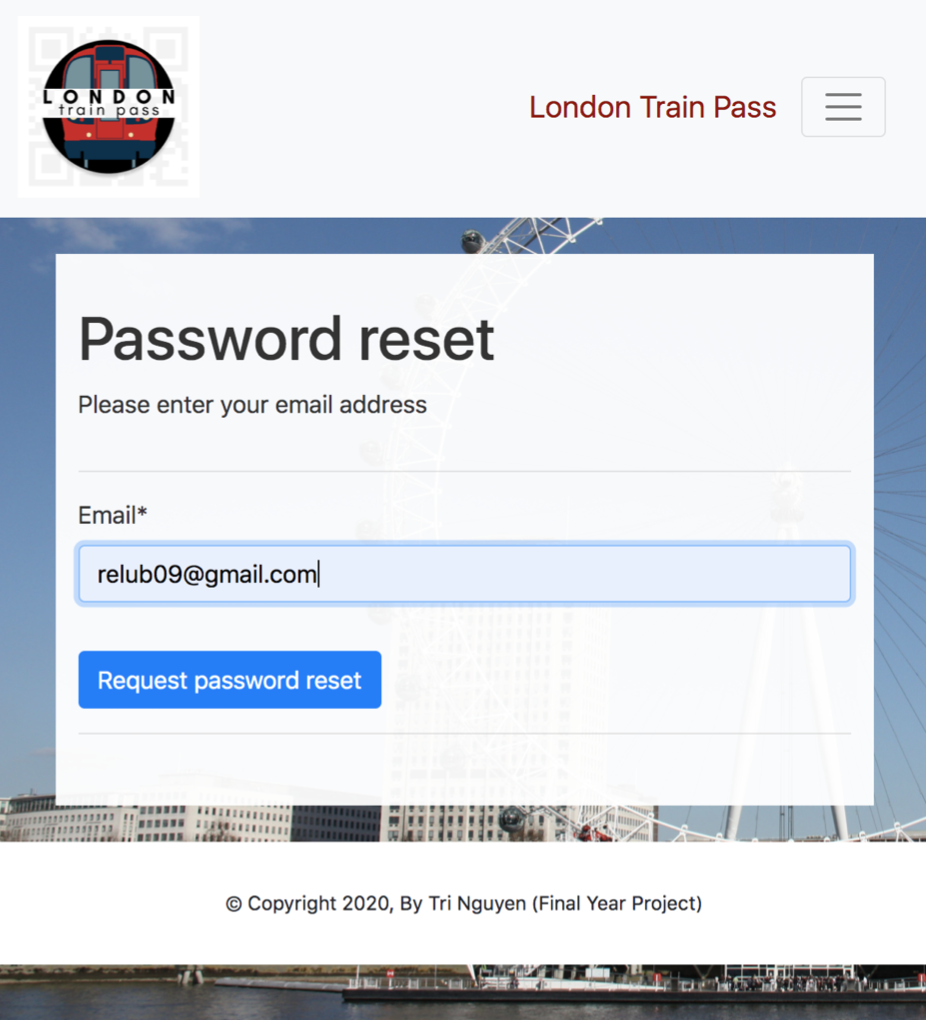 LONDON
train pass
London Train Pass
Password reset
Please enter your email address
Email*
relub09@gmail.com
Request password reset
© Copyright 2020, By Tri Nguyen (Final Year Project)